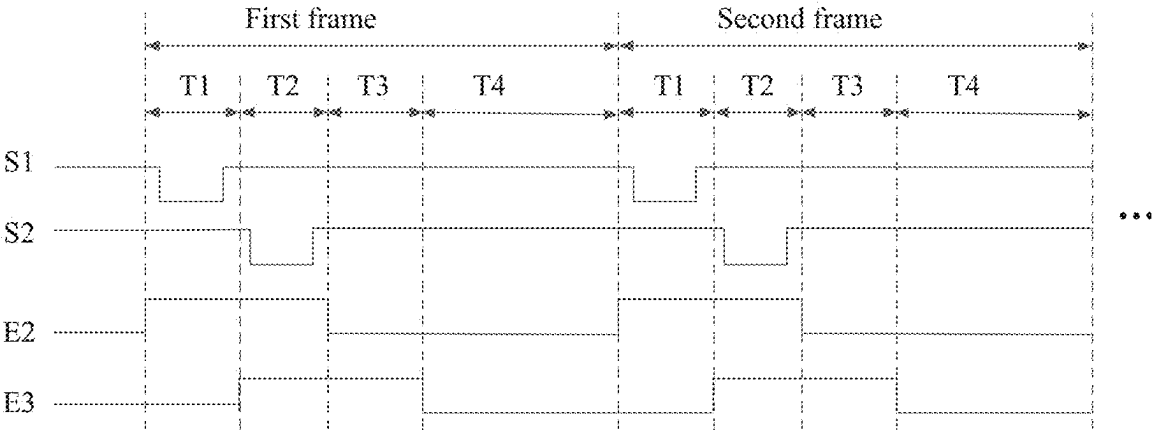 First frame Second frame
T1 T2 T3 T4 T1 T2 T3 T4
S1
S2
...
E2
E3